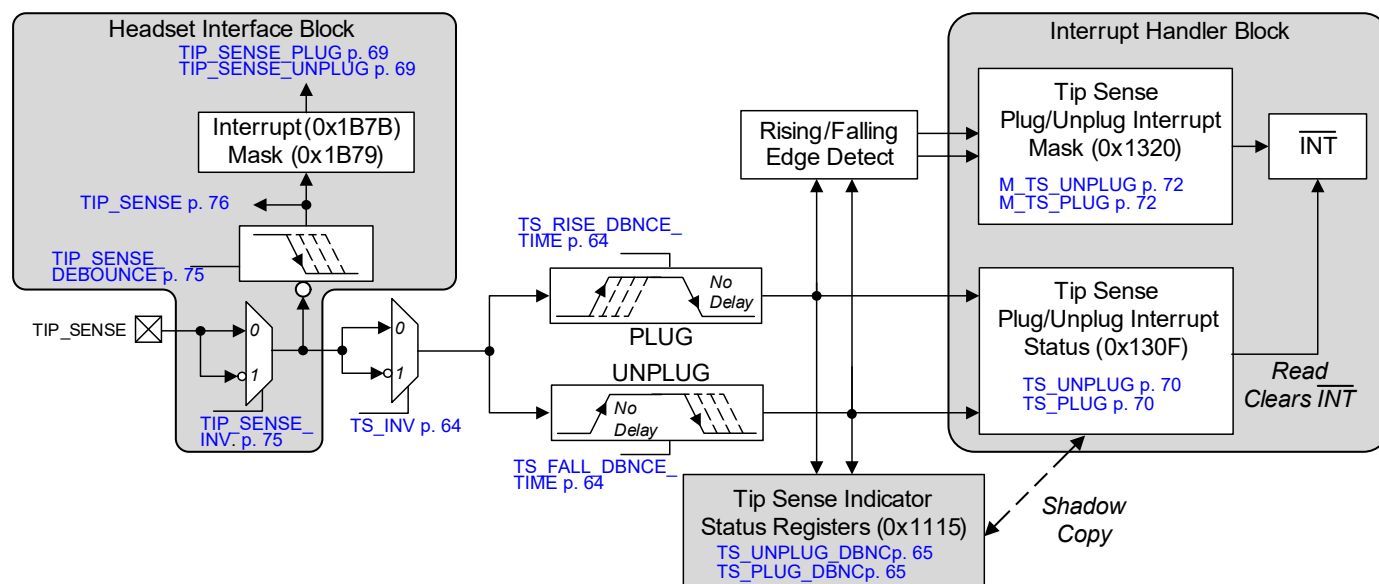 Headset Interface Block
TIP_SENSE_PLUG p. 69
TIP_SENSE_UNPLUG p. 69
Interrupt (0x1B7B)
Mask (0x1B79)
TIP_SENSE p. 76
TIP_SENSE_
DEBOUNCE p. 75
TIP_SENSE
0
1
TIP_SENSE_
INV. p. 75
0
1
TS_INV p. 64
TS_RISE_DBNCE_
TIME p. 64
No
Delay
PLUG
UNPLUG
No
Delay
TS_FALL_DBNCE_
TIME p. 64
Rising/Falling
Edge Detect
Interrupt Handler Block
Tip Sense
Plug/Unplug Interrupt
Mask (0x1320)
M_TS_UNPLUG p. 72
M_TS_PLUG p. 72
INT
Tip Sense
Plug/Unplug Interrupt
Status (0x130F)
TS_UNPLUG p. 70
TS_PLUG p. 70
Read
Clears INT
Tip Sense Indicator
Status Registers (0x1115)
TS_UNPLUG_DBNCp. 65
TS_PLUG_DBNCp. 65
Shadow
Copy